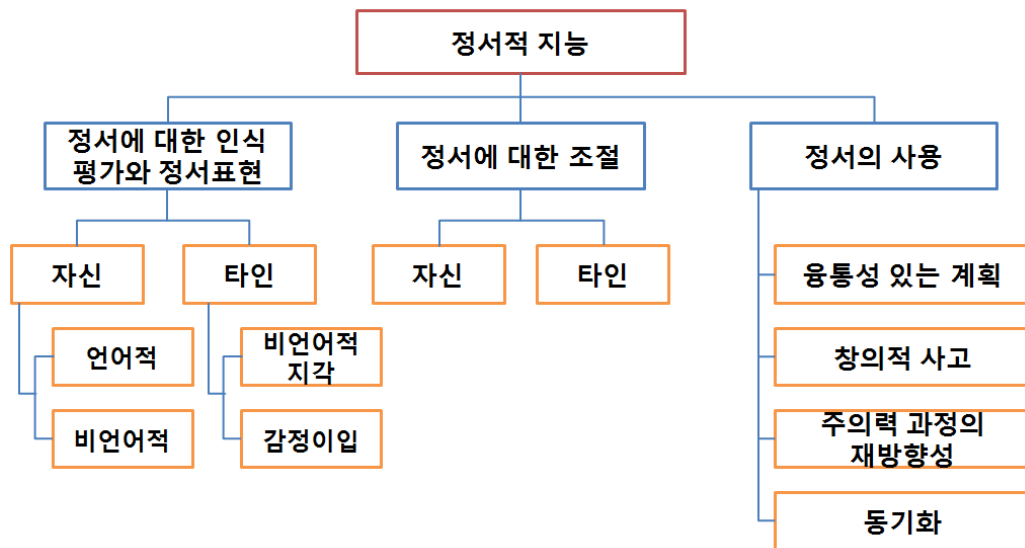 정서적 지능
정서에 대한 인식
평가와 정서표현
정서에 대한 조절
정서의 사용
자신
타인
자신
타인
융통성 있는 계획
언어적
비언어적
지각
창의적 사고
비언어적
감정이입
주의력 과정의
재방향성
동기화